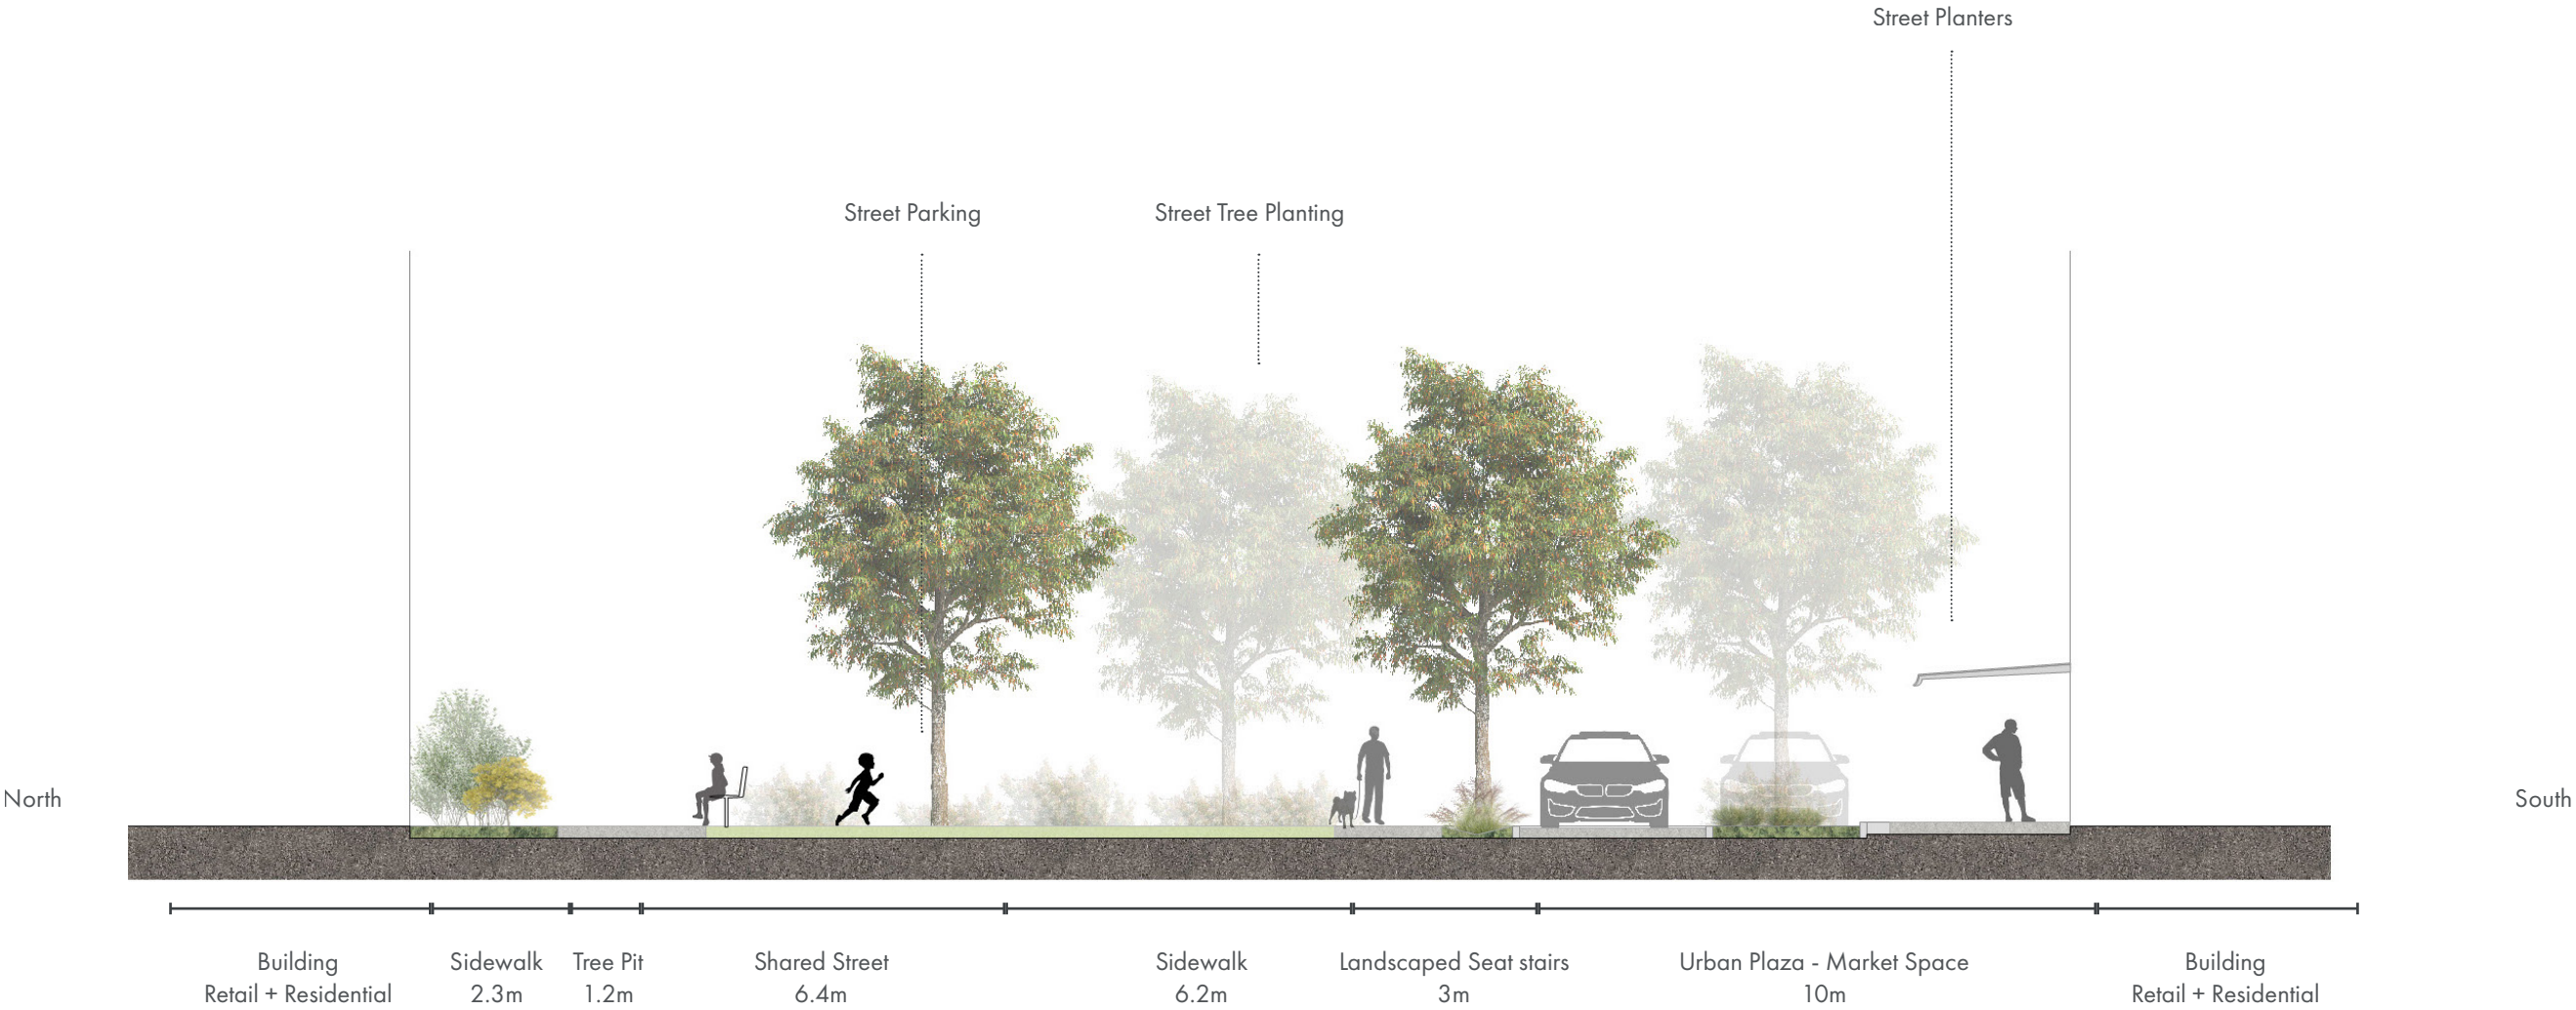 Street Planters
Street Parking
Street Tree Planting
North
South
Building
Retail + Residential
Sidewalk
2.3m
Tree Pit
1.2m
Shared Street
6.4m
Sidewalk
6.2m
Landscaped Seat stairs
3m
Urban Plaza - Market Space
10m
Building
Retail + Residential